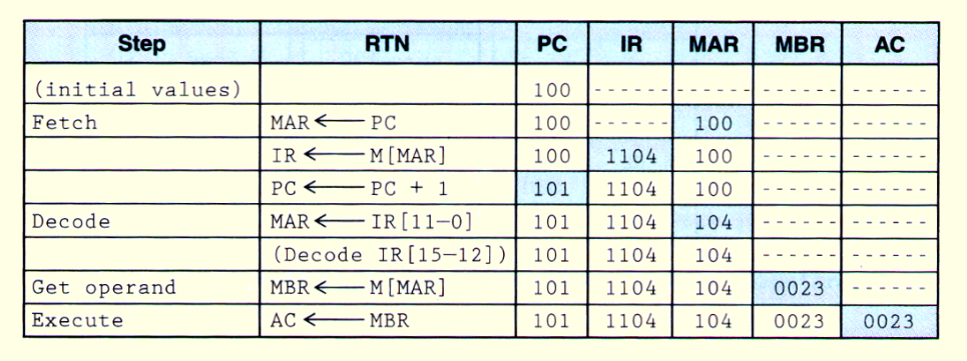 Step RTN PC IR MAR MBR AC
(initial values) 100 ------ ------ ------ ------
Fetch MAR ← PC 100 ------ 100 ------ ------
IR ← M[MAR] 100 1104 100 ------ ------
PC ← PC + 1 101 1104 100 ------ ------
Decode MAR ← IR[11—0] 101 1104 104 ------ ------
(Decode IR[15—12]) 101 1104 104 ------ ------
Get operand MBR ← M[MAR] 101 1104 104 0023 ------
Execute AC ← MBR 101 1104 104 0023 0023